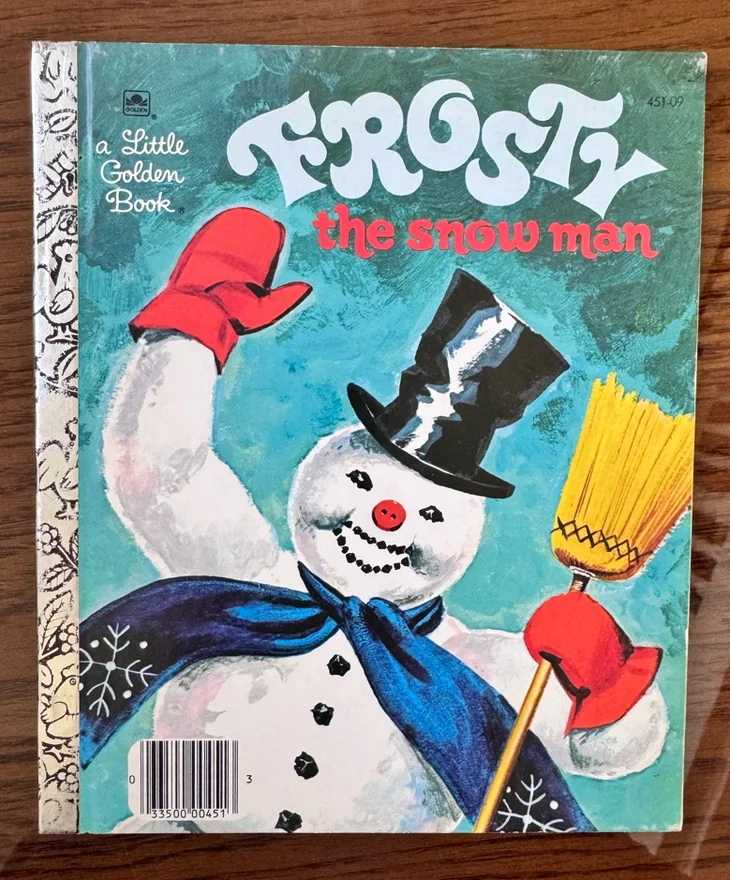 FROSTY
the snow man
451-09
GOLDEN
®
a Little
Golden
Book®
0 33500 00451 3